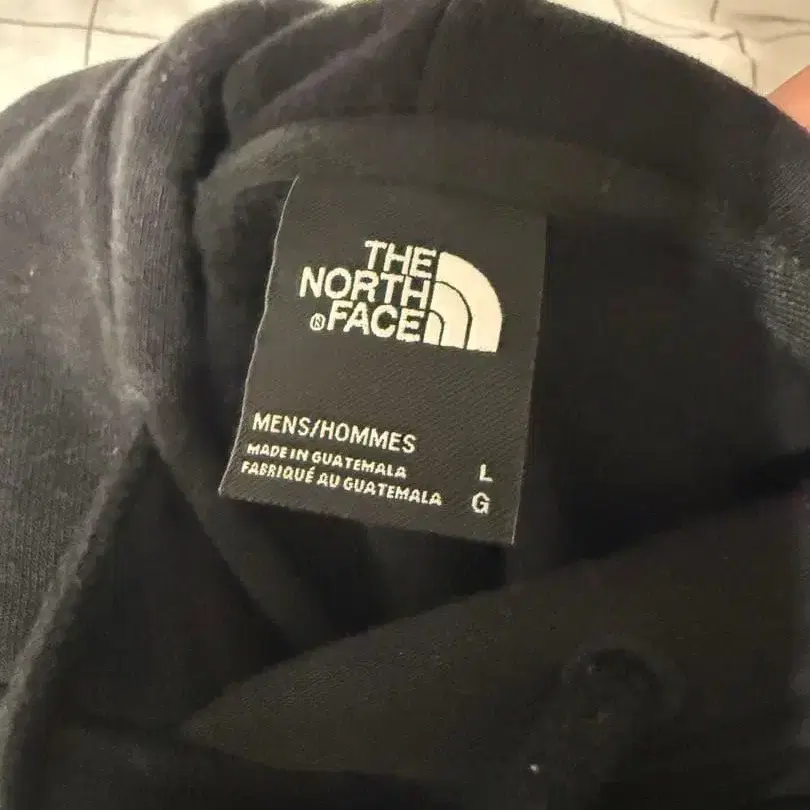 THE
NORTH
FACE
MENS/HOMMES
MADE IN GUATEMALA
FABRIQUÉ AU GUATEMALA
L
G